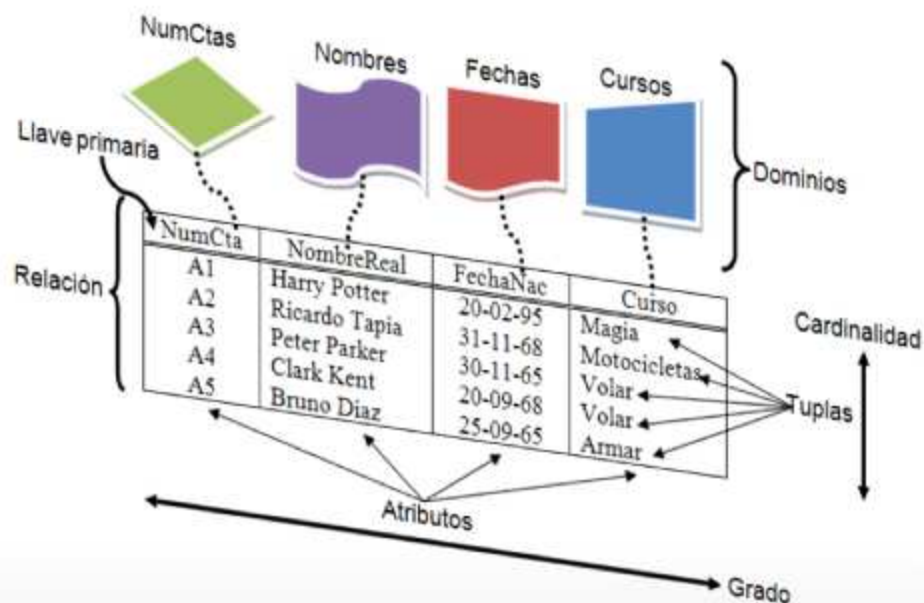 NumCtas
Nombres
Fechas
Cursos
Llave primaria
Dominios
Relación
NumCta NombreReal FechaNac Curso
A1 Harry Potter 20-02-95 Magia
A2 Ricardo Tapia 31-11-68 Motocicletas
A3 Peter Parker 30-11-65 Volar
A4 Clark Kent 20-09-68 Volar
A5 Bruno Diaz 25-09-65 Armar
Cardinalidad
Tuplas
Atributos
Grado